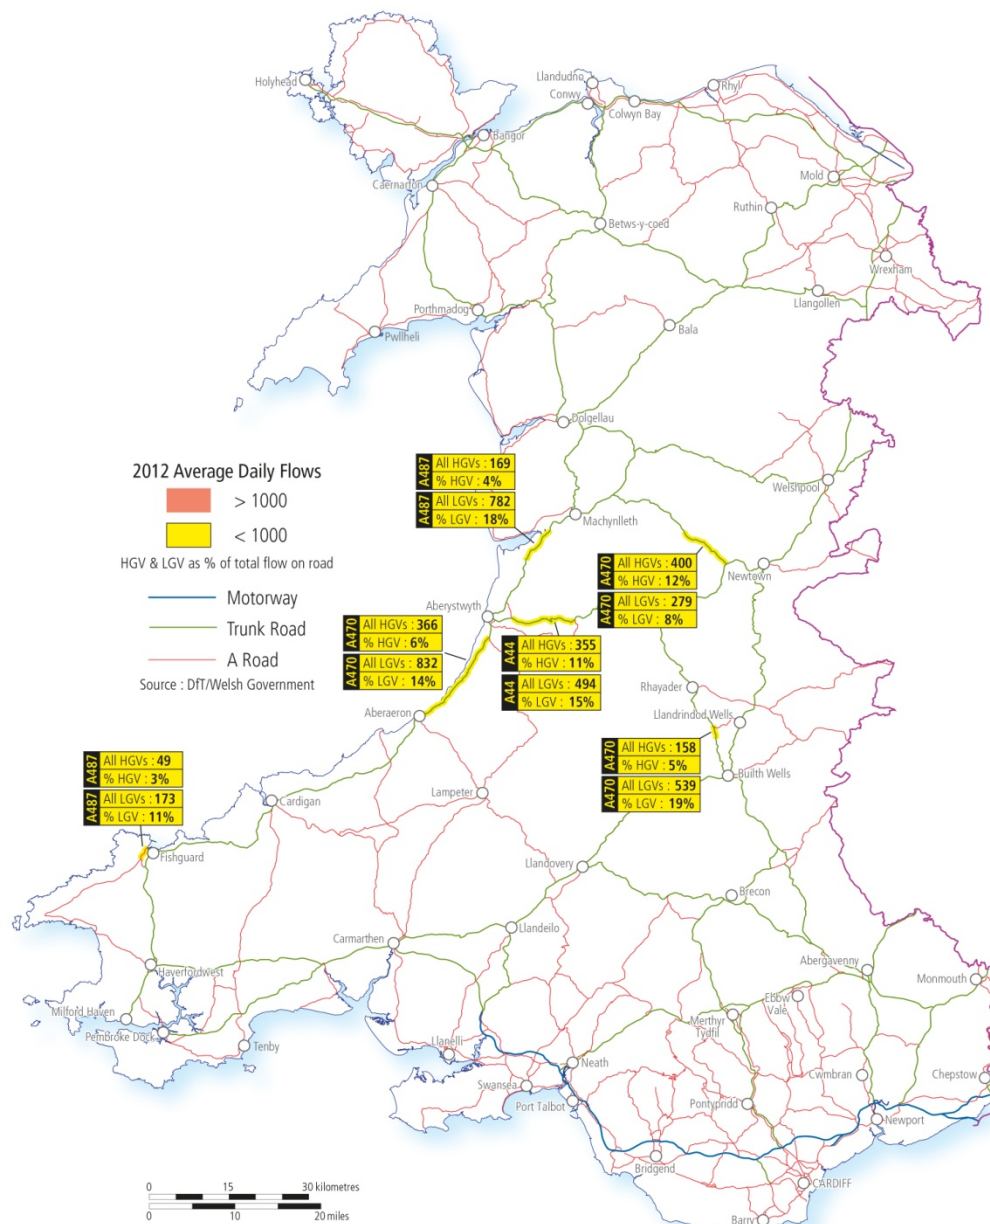 Holyhead
Llandudno
Conwy
Colwyn Bay
Rhyl
Bangor
Caernarfon
Mold
Ruthin
Betws-y-coed
Wrexham
Llangollen
Porthmadog
Pwllheli
Bala
Dolgellau
2012 Average Daily Flows
> 1000
< 1000
HGV & LGV as % of total flow on road
Motorway
Trunk Road
A Road
Source : DfT/Welsh Government
A487 All HGVs : 169
% HGV : 4%
A487 All LGVs : 782
% LGV : 18%
Machynlleth
Welshpool
Newtown
A470 All HGVs : 400
% HGV : 12%
A470 All LGVs : 279
% LGV : 8%
Aberystwyth
A470 All HGVs : 366
% HGV : 6%
A470 All LGVs : 832
% LGV : 14%
A44 All HGVs : 355
% HGV : 11%
A44 All LGVs : 494
% LGV : 15%
Rhayader
Llandrindod Wells
Aberaeron
A470 All HGVs : 158
% HGV : 5%
A470 All LGVs : 539
% LGV : 19%
Builth Wells
A487 All HGVs : 49
% HGV : 3%
A487 All LGVs : 173
% LGV : 11%
Cardigan
Lampeter
Fishguard
Llandovery
Brecon
Llandeilo
Carmarthen
Haverfordwest
Abergavenny
Monmouth
Milford Haven
Pembroke Dock
Tenby
Llanelli
Ebbw
Vale
Merthyr
Tydfil
Neath
Swansea
Port Talbot
Cwmbran
Chepstow
Pontypridd
Newport
Bridgend
CARDIFF
Barry
0 15 30 kilometres
0 10 20 miles